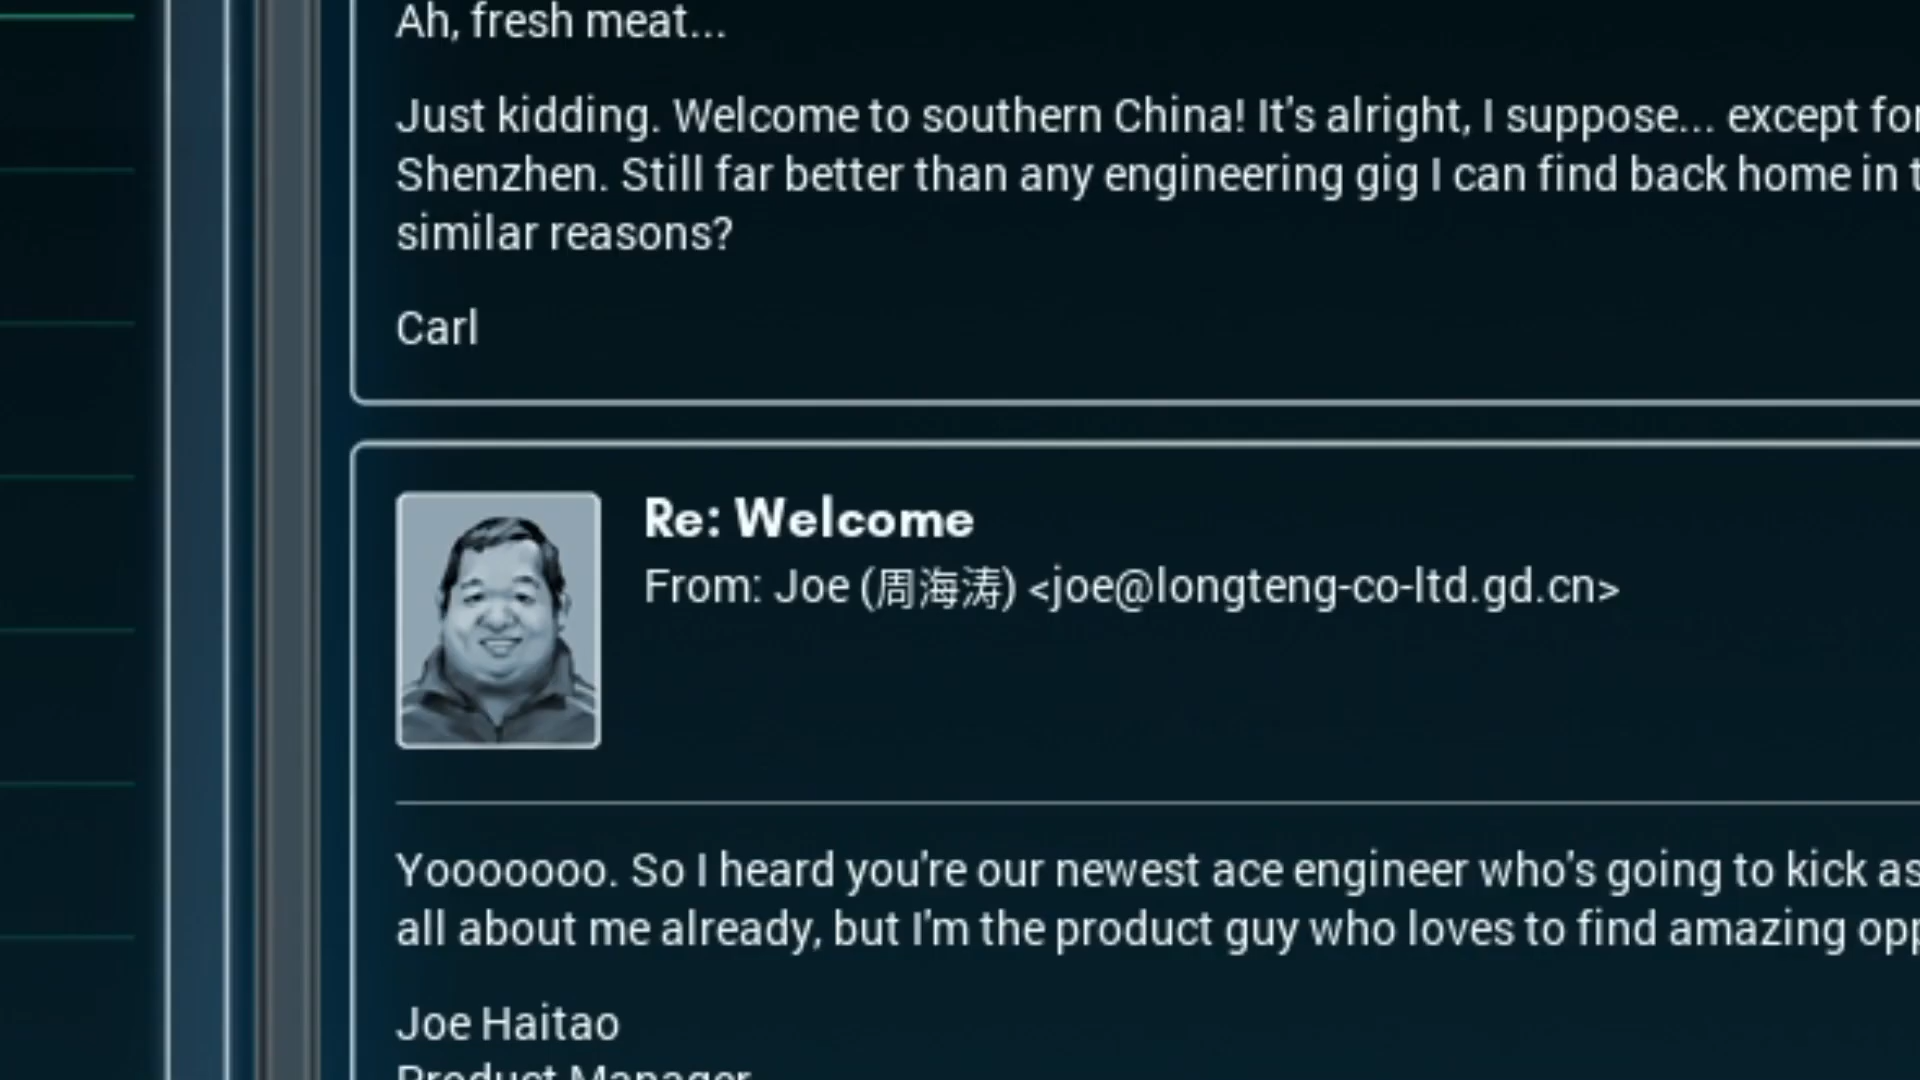 Ah, fresh meat...
Just kidding. Welcome to southern China! It's alright, I suppose... except for
Shenzhen. Still far better than any engineering gig I can find back home in
similar reasons?
Carl
Re: Welcome
From: Joe (周海涛) <joe@longteng-co-ltd.gd.cn>
Yooooooo. So I heard you're our newest ace engineer who's going to kick
all about me already, but I'm the product guy who loves to find amazing
Joe Haitao
Product Manager